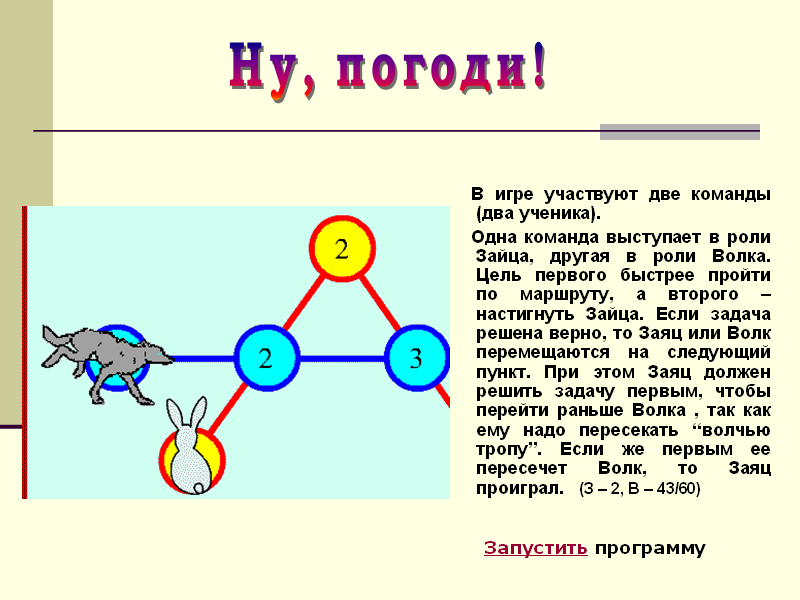 Ну, погоди!
В игре участвуют две команды
(два ученика).
Одна команда выступает в роли
Зайца, другая в роли Волка.
Цель первого быстрее пройти
по маршруту, а второго –
настигнуть Зайца. Если задача
решена верно, то Заяц или Волк
перемещаются на следующий
пункт. При этом Заяц должен
решить задачу первым, чтобы
перейти раньше Волка , так как
ему надо пересекать “волчью
тропу”. Если же первым ее
пересечет Волк, то Заяц
проиграл. (З – 2, В – 43/60)
2
2
3
Запустить программу